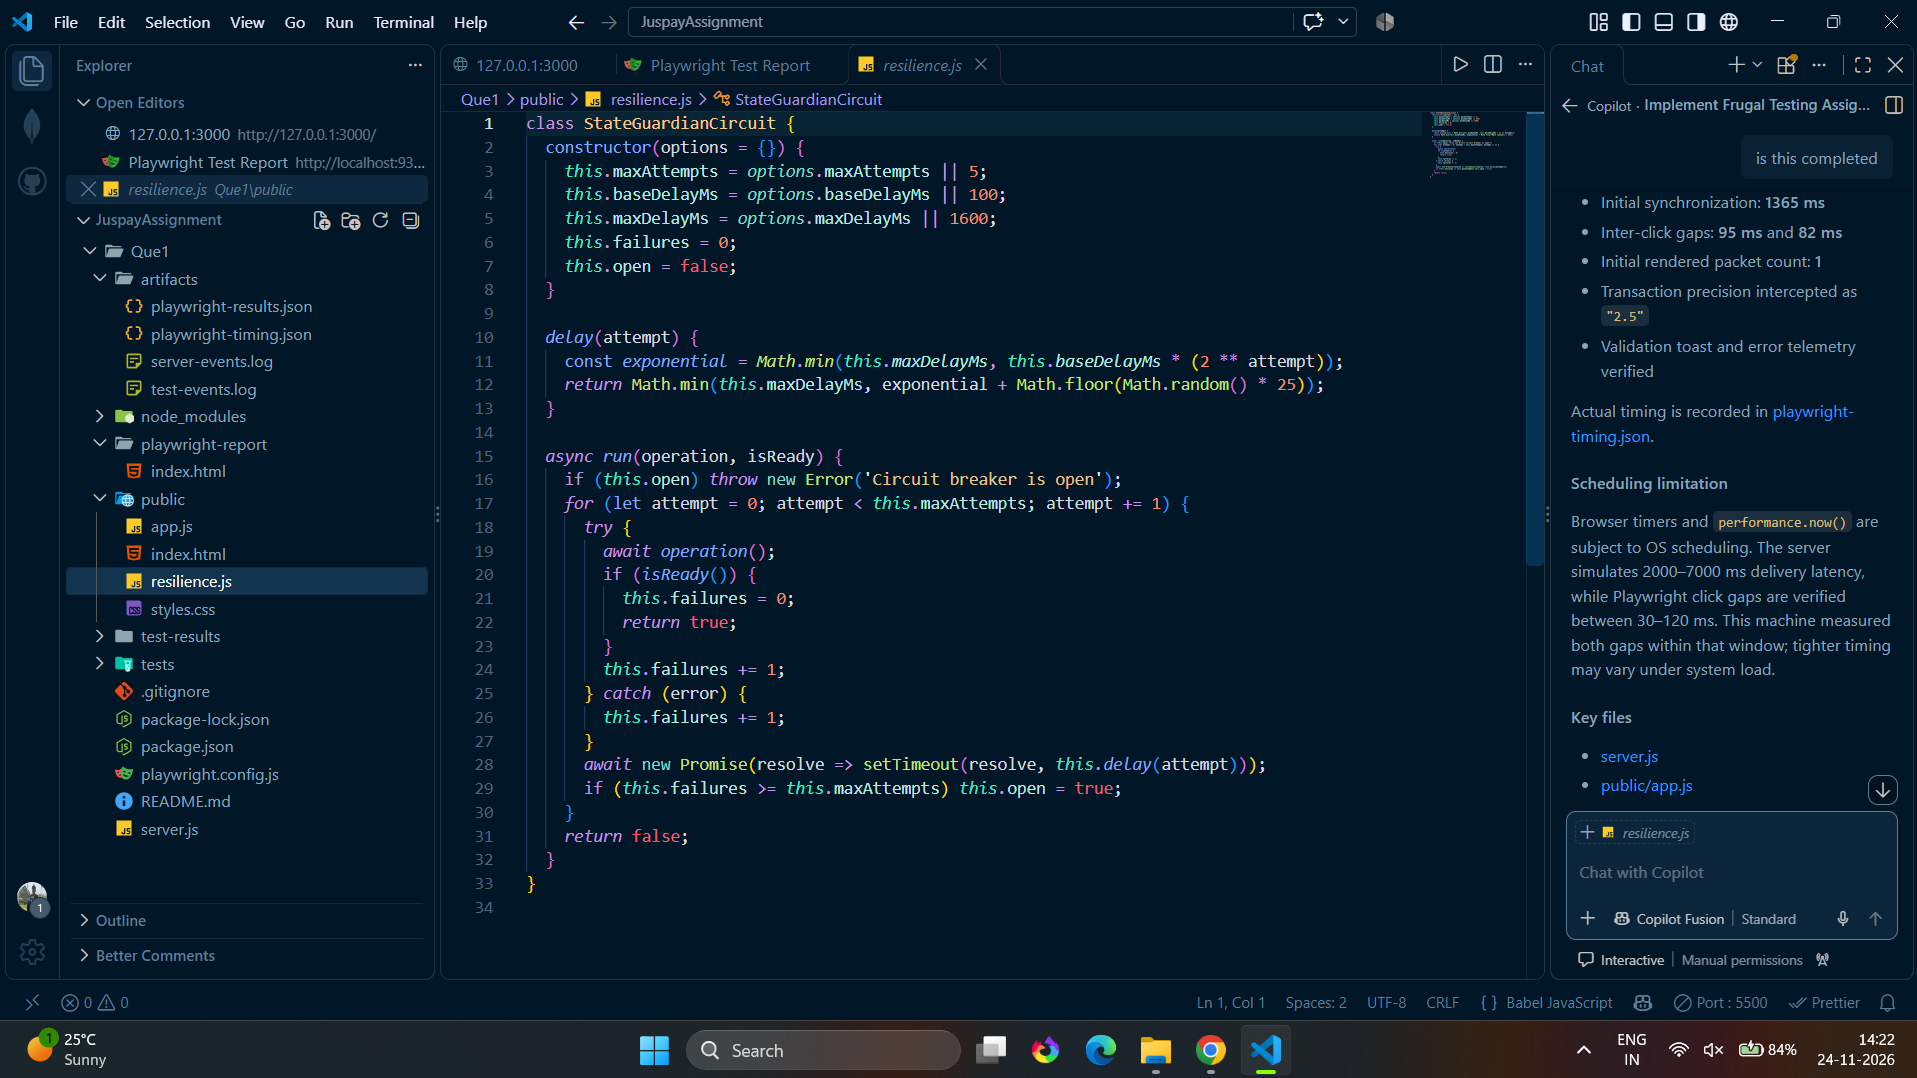 File Edit Selection View Go Run Terminal Help
JuspayAssignment
Explorer
Open Editors
127.0.0.1:3000 http://127.0.0.1:3000/
Playwright Test Report http://localhost:93...
resilience.js Que1\public
JuspayAssignment
Que1
artifacts
playwright-results.json
playwright-timing.json
server-events.log
test-events.log
node_modules
playwright-report
index.html
public
app.js
index.html
resilience.js
styles.css
test-results
tests
.gitignore
package-lock.json
package.json
playwright.config.js
README.md
server.js
1
Outline
Better Comments
127.0.0.1:3000
Playwright Test Report
resilience.js
Que1 > public > resilience.js > StateGuardianCircuit
1 class StateGuardianCircuit {
2 constructor(options = {}) {
3 this.maxAttempts = options.maxAttempts || 5;
4 this.baseDelayMs = options.baseDelayMs || 100;
5 this.maxDelayMs = options.maxDelayMs || 1600;
6 this.failures = 0;
7 this.open = false;
8 }
9
10 delay(attempt) {
11 const exponential = Math.min(this.maxDelayMs, this.baseDelayMs * (2 ** attempt));
12 return Math.min(this.maxDelayMs, exponential + Math.floor(Math.random() * 25));
13 }
14
15 async run(operation, isReady) {
16 if (this.open) throw new Error('Circuit breaker is open');
17 for (let attempt = 0; attempt < this.maxAttempts; attempt += 1) {
18 try {
19 await operation();
20 if (isReady()) {
21 this.failures = 0;
22 return true;
23 }
24 this.failures += 1;
25 } catch (error) {
26 this.failures += 1;
27 }
28 await new Promise(resolve => setTimeout(resolve, this.delay(attempt)));
29 if (this.failures >= this.maxAttempts) this.open = true;
30 }
31 return false;
32 }
33 }
34
Chat
Copilot · Implement Frugal Testing Assig...
is this completed
• Initial synchronization: 1365 ms
• Inter-click gaps: 95 ms and 82 ms
• Initial rendered packet count: 1
• Transaction precision intercepted as
"2.5"
• Validation toast and error telemetry
verified
Actual timing is recorded in playwright-
timing.json.
Scheduling limitation
Browser timers and performance.now() are
subject to OS scheduling. The server
simulates 2000–7000 ms delivery latency,
while Playwright click gaps are verified
between 30–120 ms. This machine measured
both gaps within that window; tighter timing
may vary under system load.
Key files
• server.js
• public/app.js
resilience.js
Chat with Copilot
Copilot Fusion Standard
Interactive Manual permissions
0 0
Ln 1, Col 1 Spaces: 2 UTF-8 CRLF { } Babel JavaScript Port : 5500 Prettier
1
25°C
Sunny
Search
ENG
IN
84%
14:22
24-11-2026